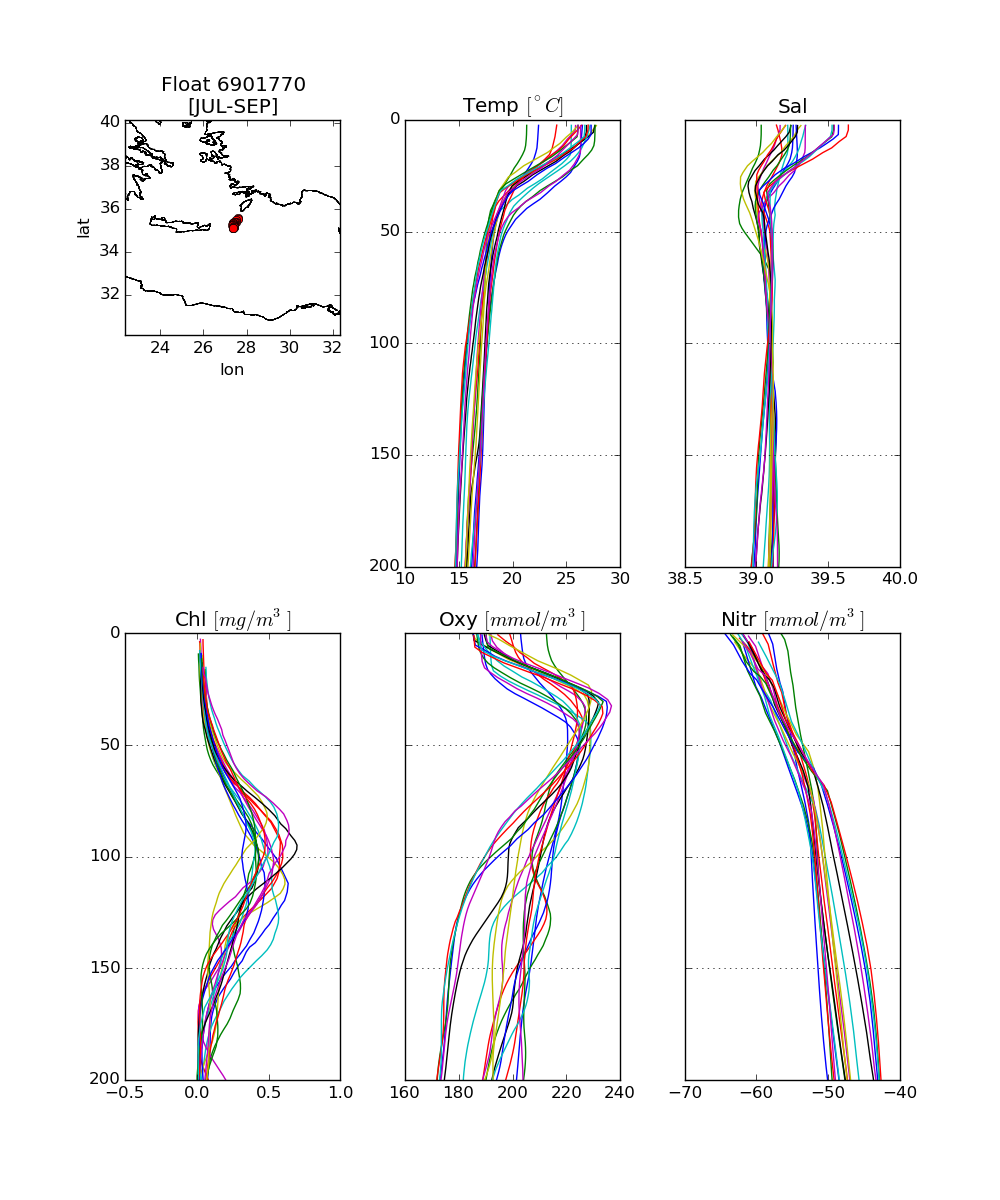 Float 6901770
[JUL-SEP]
40
38
36
34
32
lat
24 26 28 30 32
lon
Temp [°C]
0
50
100
150
200
10 15 20 25 30
Sal
38.5 39.0 39.5 40.0
Chl [mg/m³]
0
50
100
150
200
−0.5 0.0 0.5 1.0
Oxy [mmol/m³]
160 180 200 220 240
Nitr [mmol/m³]
−70 −60 −50 −40